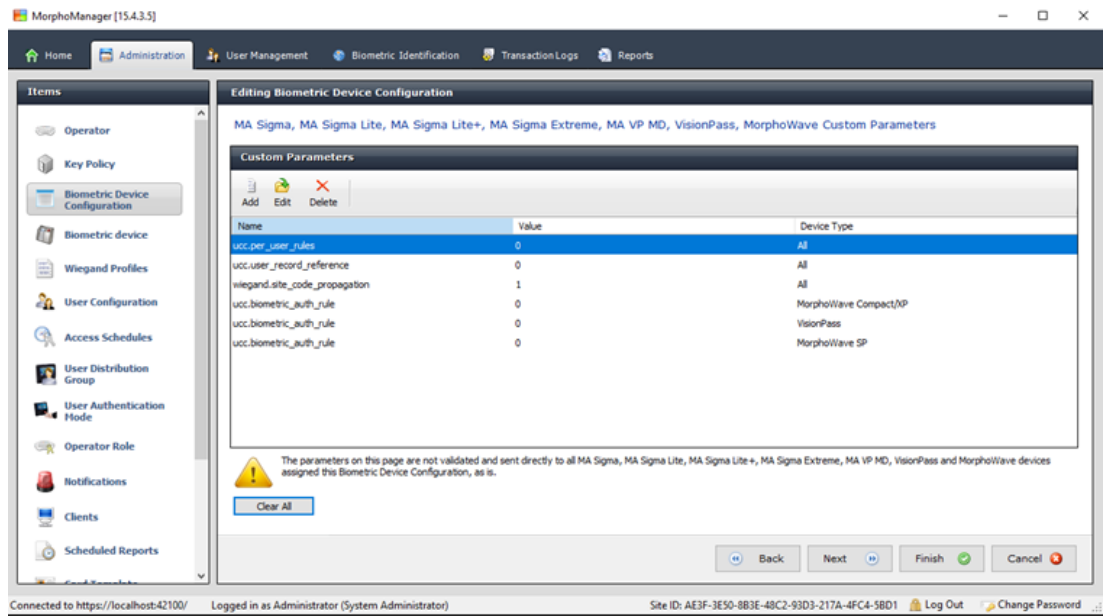 MorphoManager [15.4.3.5]
Home Administration User Management Biometric Identification Transaction Logs Reports
Items
Operator
Key Policy
Biometric Device
Configuration
Biometric device
Wiegand Profiles
User Configuration
Access Schedules
User Distribution
Group
User Authentication
Mode
Operator Role
Notifications
Clients
Scheduled Reports
Card Template
Editing Biometric Device Configuration
MA Sigma, MA Sigma Lite, MA Sigma Lite+, MA Sigma Extreme, MA VP MD, VisionPass, MorphoWave Custom Parameters
Custom Parameters
Add Edit Delete
Name Value Device Type
ucc.per_user_rules 0 All
ucc.user_record_reference 0 All
wiegand.site_code_propagation 1 All
ucc.biometric_auth_rule 0 MorphoWave Compact/XP
ucc.biometric_auth_rule 0 VisionPass
ucc.biometric_auth_rule 0 MorphoWave SP
The parameters on this page are not validated and sent directly to all MA Sigma, MA Sigma Lite, MA Sigma Lite+, MA Sigma Extreme, MA VP MD, VisionPass and MorphoWave devices
assigned this Biometric Device Configuration, as is.
Clear All
Back Next Finish Cancel
Connected to https://localhost:42100/ Logged in as Administrator (System Administrator) Site ID: AE3F-3E50-8B3E-48C2-93D3-217A-4FC4-5BD1 Log Out Change Password